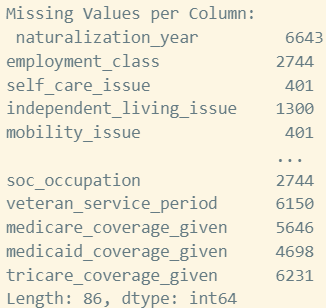 Missing Values per Column:
naturalization_year 6643
employment_class 2744
self_care_issue 401
independent_living_issue 1300
mobility_issue 401
...
soc_occupation 2744
veteran_service_period 6150
medicare_coverage_given 5646
medicaid_coverage_given 4698
tricare_coverage_given 6231
Length: 86, dtype: int64